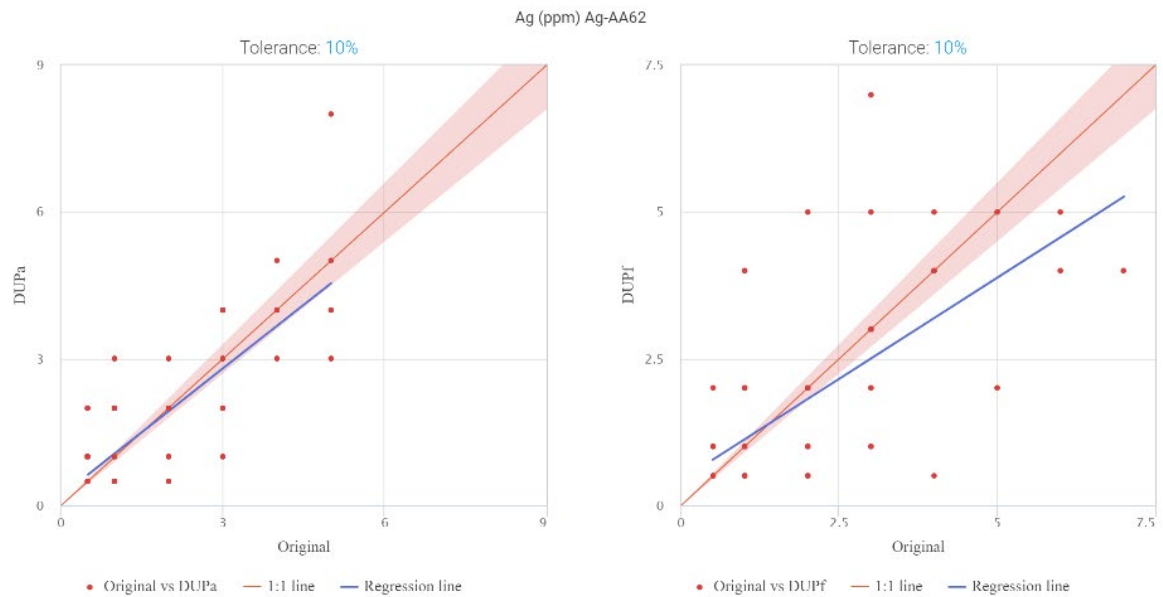 Ag (ppm) Ag-AA62
Tolerance: 10%
9
6
3
0
0
3
6
9
DUPa
Original
Original vs DUPa
1:1 line
Regression line
Tolerance: 10%
7.5
5
2.5
0
0
2.5
5
7.5
DUPf
Original
Original vs DUPf
1:1 line
Regression line